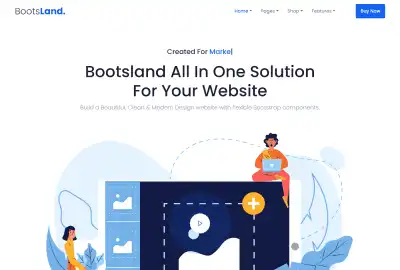 BootsLand.
Home Pages Shop Features Buy Now
Created For Marke|
Bootsland All In One Solution
For Your Website
Build a Beautiful, Clean & Modern Design website with flexible Bootstrap components.